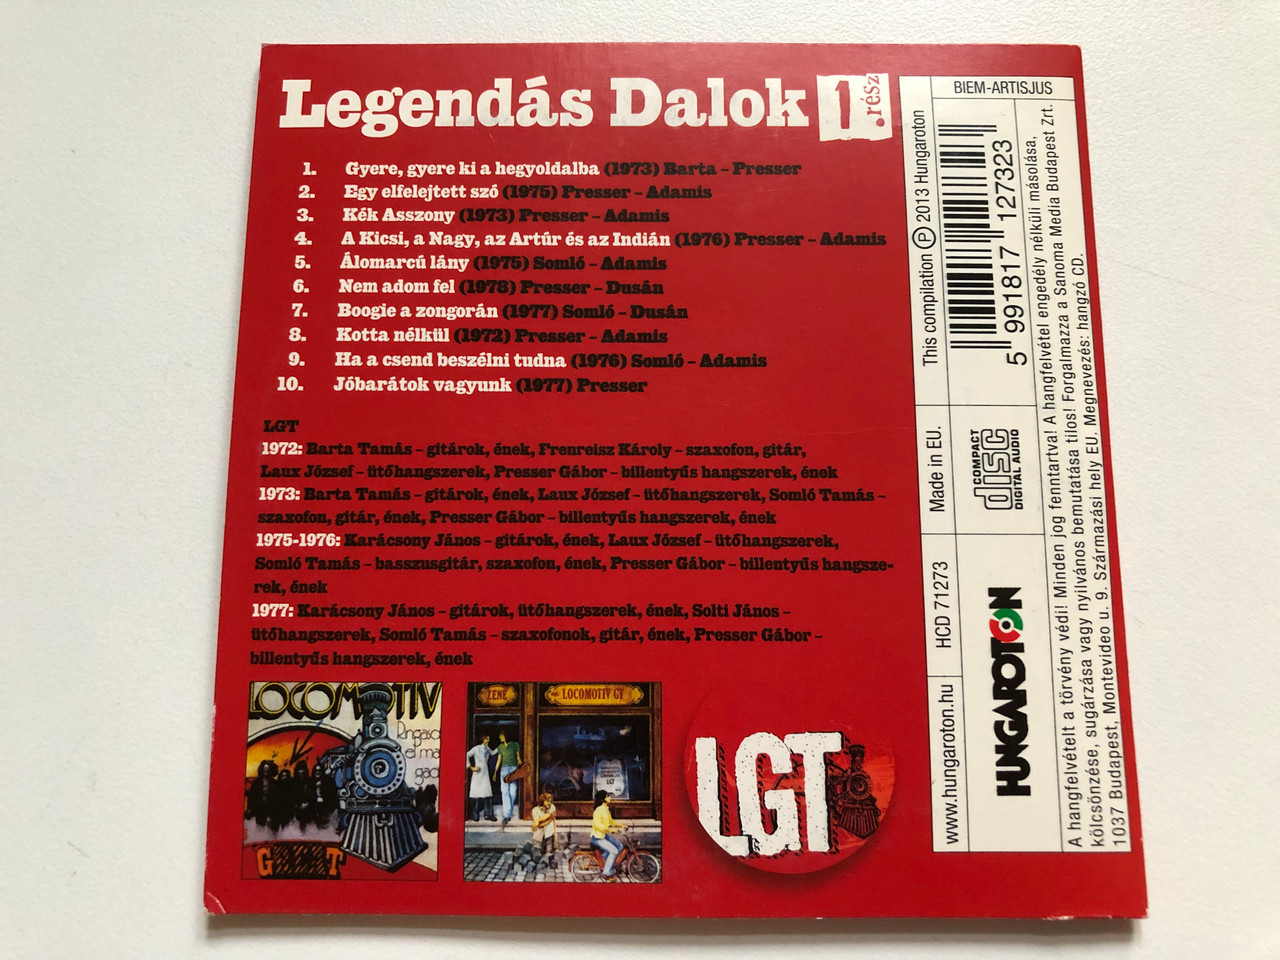 Legendás Dalok 1. rész
1. Gyere, gyere ki a hegyoldalba (1973) Barta – Presser
2. Egy elfelejtett szó (1975) Presser – Adamis
3. Kék Asszony (1973) Presser – Adamis
4. A Kicsi, a Nagy, az Artúr és az Indián (1976) Presser – Adamis
5. Álomarcú lány (1975) Somló – Adamis
6. Nem adom fel (1978) Presser – Dusán
7. Boogie a zongorán (1977) Somló – Dusán
8. Kotta nélkül (1972) Presser – Adamis
9. Ha a csend beszélni tudna (1976) Somló – Adamis
10. Jóbarátok vagyunk (1977) Presser
LGT
1972: Barta Tamás – gitárok, ének, Frenreisz Károly – szaxofon, gitár,
Laux József – ütőhangszerek, Presser Gábor – billentyűs hangszerek, ének
1973: Barta Tamás – gitárok, ének, Laux József – ütőhangszerek, Somló Tamás –
szaxofon, gitár, ének, Presser Gábor – billentyűs hangszerek, ének
1975-1976: Karácsony János – gitárok, ének, Laux József – ütőhangszerek,
Somló Tamás – basszusgitár, szaxofon, ének, Presser Gábor – billentyűs hangsze-
rek, ének
1977: Karácsony János – gitárok, ütőhangszerek, ének, Solti János –
ütőhangszerek, Somló Tamás – szaxofonok, gitár, ének, Presser Gábor –
billentyűs hangszerek, ének
LOCOMOTIV
G T
ZENE
LOCOMOTIV GT
LGT
LGT
BIEM-ARTISJUS
This compilation Ⓟ 2013 Hungaroton
5 991817 127323
Made in EU.
COMPACT
disc
DIGITAL AUDIO
HCD 71273
www.hungaroton.hu
HUNGAROTON
A hangfelvételt a törvény védi! Minden jog fenntartva! A hangfelvétel engedély nélküli másolása,
kölcsönzése, sugárzása vagy nyilvános bemutatása tilos! Forgalmazza a Sanoma Media Budapest Zrt.
1037 Budapest, Montevideo u. 9. Származási hely EU. Megnevezés: hangzó CD.